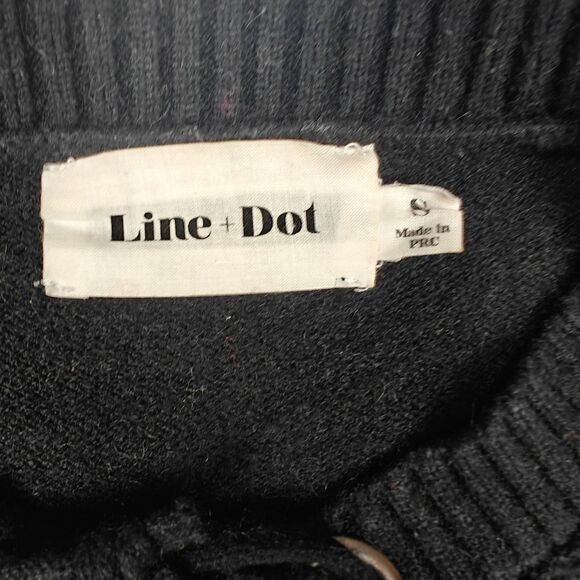 Line + Dot
S
Made in
PRC